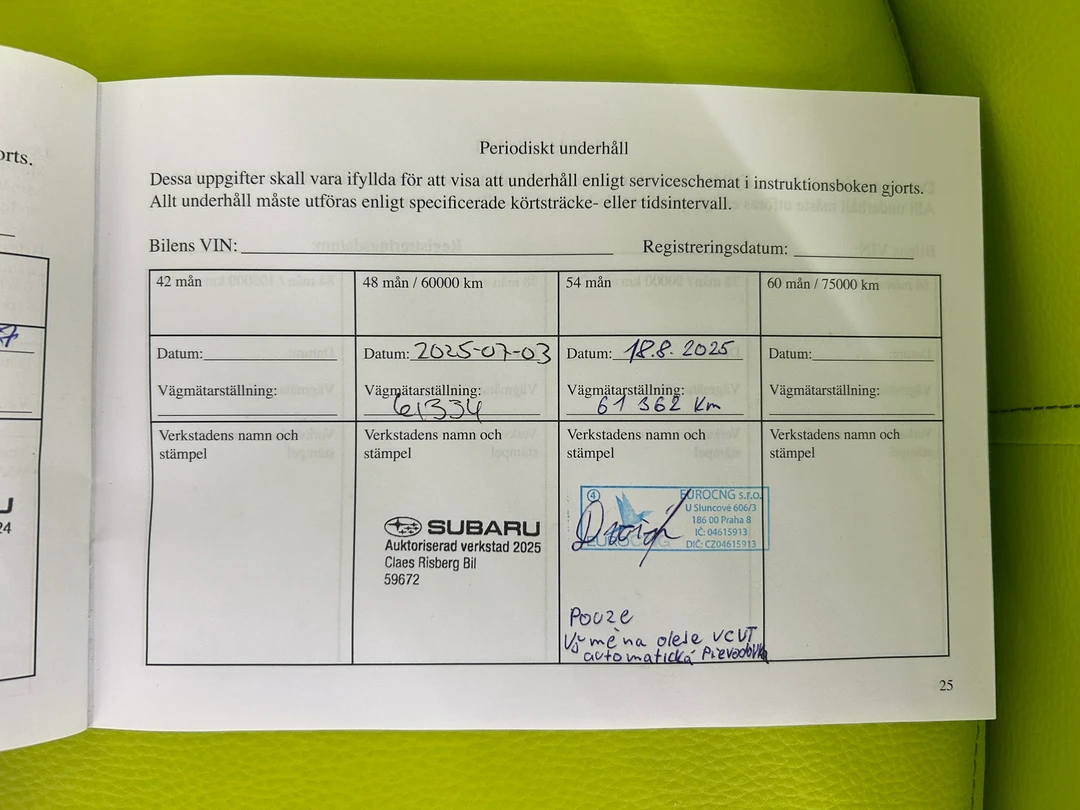 orts.
Periodiskt underhåll
Dessa uppgifter skall vara ifyllda för att visa att underhåll enligt serviceschemat i instruktionsboken gjorts.
Allt underhåll måste utföras enligt specificerade körtsträcke- eller tidsintervall.
Bilens VIN: Registreringsdatum:
42 mån
48 mån / 60000 km
54 mån
60 mån / 75000 km
Datum:
Datum: 2025-07-03
Datum: 18.8. 2025
Datum:
Vägmätarställning:
Vägmätarställning:
61334
Vägmätarställning:
61 362 Km
Vägmätarställning:
Verkstadens namn och
stämpel
Verkstadens namn och
stämpel
SUBARU
Auktoriserad verkstad 2025
Claes Risberg Bil
59672
Verkstadens namn och
stämpel
4
EUROCNG s.r.o.
U Sluncové 606/3
186 00 Praha 8
IČ: 04615913
DIČ: CZ04615913
EUROCNG
Pouze
Výměna oleje VCVT
automatická Převodovka
Verkstadens namn och
stämpel
24
25